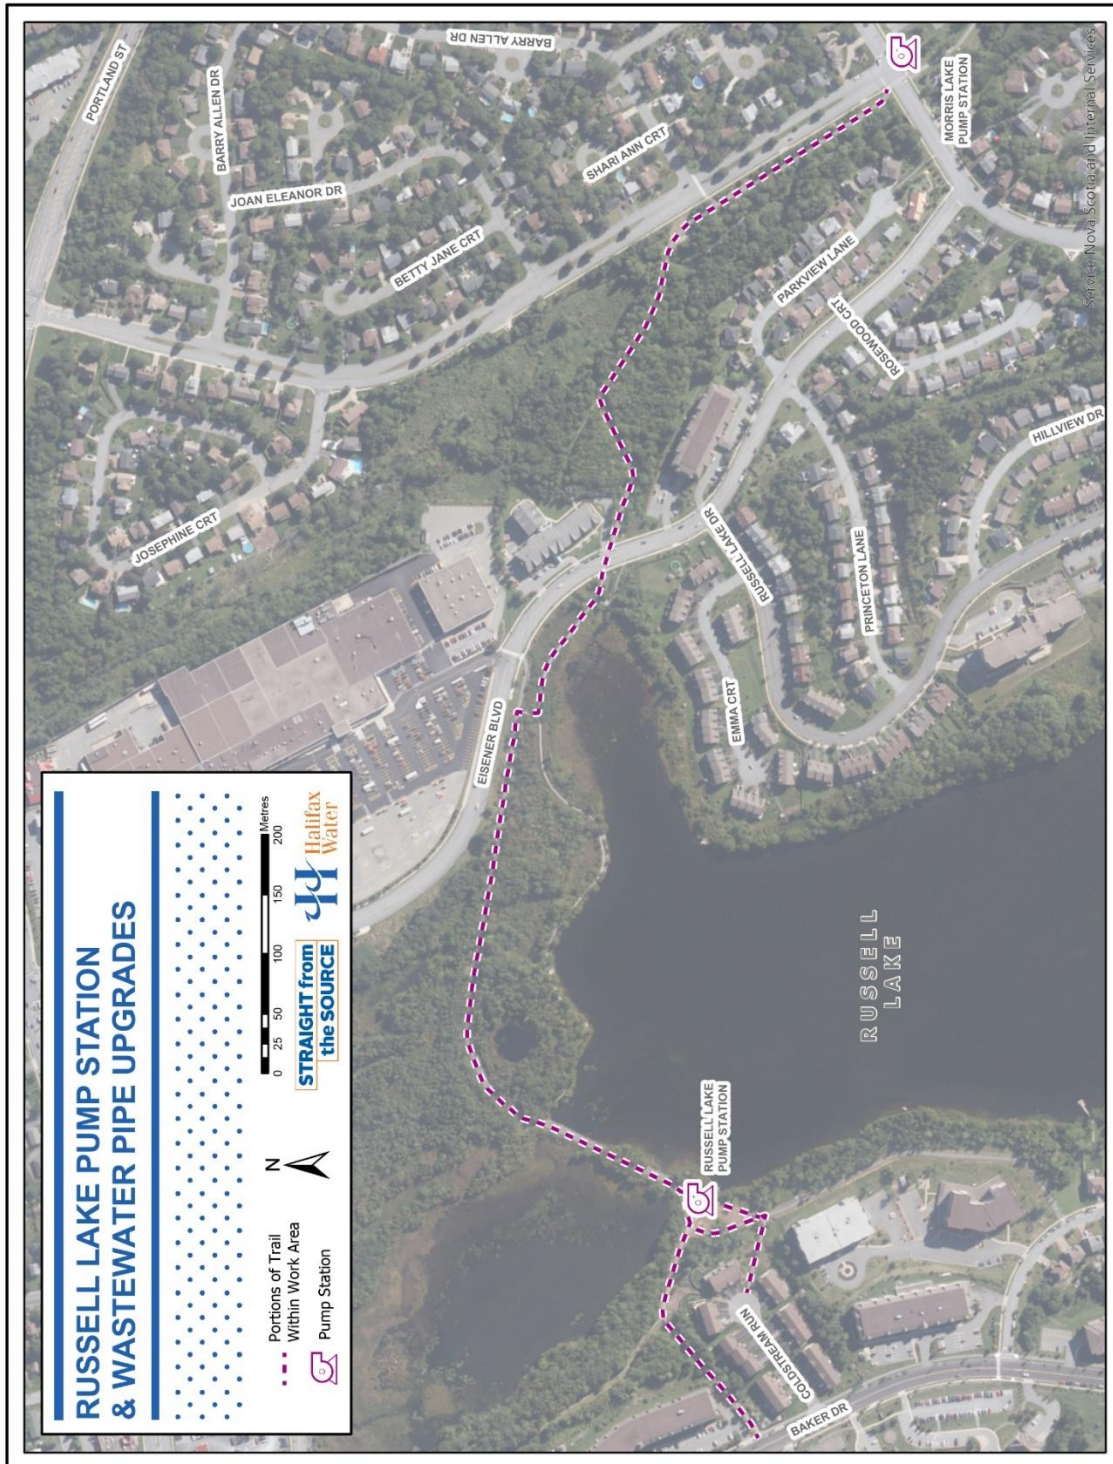 RUSSELL LAKE PUMP STATION
& WASTEWATER PIPE UPGRADES
Portions of Trail
Within Work Area
Pump Station
N
0 25 50 100 150 200 Metres
STRAIGHT from
the SOURCE
Halifax
Water
PORTLAND ST
BARRY ALLEN DR
BARRY ALLEN DR
JOAN ELEANOR DR
BETTY JANE CRT
SHARI ANN CRT
JOSEPHINE CRT
EISENER BLVD
MORRIS LAKE
PUMP STATION
PARKVIEW LANE
ROSEWOOD CRT
HILLVIEW DR
RUSSELL LAKE DR
PRINCETON LANE
EMMA CRT
RUSSELL
LAKE
RUSSELL LAKE
PUMP STATION
COLDSTREAM RUN
BAKER DR
Service Nova Scotia and Internal Services